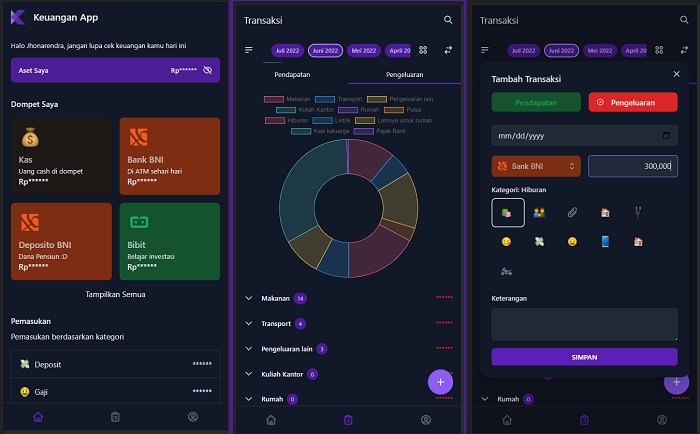 Keuangan App
Halo Jhonarendra, jangan lupa cek keuangan kamu hari ini
Aset Saya Rp******
Dompet Saya
Kas
Uang cash di dompet
Rp******
Bank BNI
Di ATM sehari hari
Rp******
Deposito BNI
Dana Pensiun :D
Rp******
Bibit
Belajar investasi
Rp******
Tampilkan Semua
Pemasukan
Pemasukan berdasarkan kategori
Deposit ******
Gaji ******
Transaksi
Juli 2022 Juni 2022 Mei 2022 April 20
Pendapatan Pengeluaran
Makanan Transport Pengeluaran lain
Kuliah Kantor Rumah Pulsa
Hiburan Listrik Lainnya untuk rumah
Kasi keluarga Pajak Bank
Makanan 14 ******
Transport 4 ******
Pengeluaran lain 3 ******
Kuliah Kantor 0 ******
Rumah 0 ******
Transaksi
Juli 2022 Juni 2022 Mei 2022 April 20
Tambah Transaksi
Pendapatan Pengeluaran
mm/dd/yyyy
Bank BNI 300,000
Kategori: Hiburan
Keterangan
SIMPAN
Rumah 0 ******